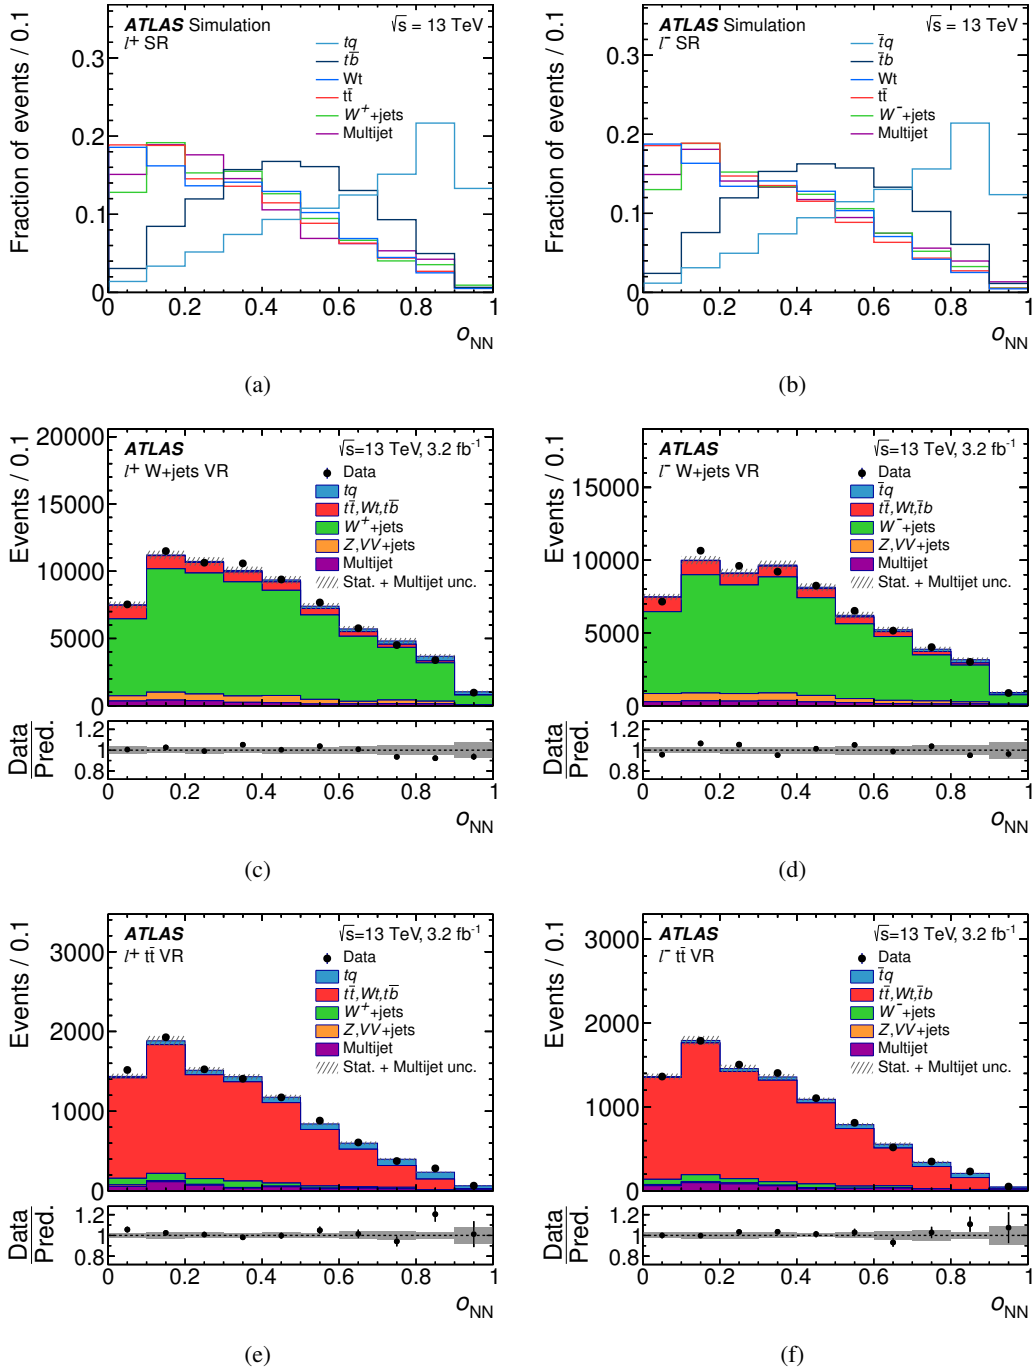 ATLAS Simulation √s = 13 TeV
l⁺ SR
tq
tb̄
Wt
tt̄
W⁺+jets
Multijet
Fraction of events / 0.1
0.3
0.2
0.1
0
0 0.2 0.4 0.6 0.8 1
o_NN
(a)
ATLAS Simulation √s = 13 TeV
l⁻ SR
t̄q
t̄b
Wt
tt̄
W⁻+jets
Multijet
Fraction of events / 0.1
0.3
0.2
0.1
0
0 0.2 0.4 0.6 0.8 1
o_NN
(b)
ATLAS √s=13 TeV, 3.2 fb⁻¹
l⁺ W+jets VR
Data
tq
tt̄,Wt,tb̄
W⁺+jets
Z,VV+jets
Multijet
Stat. + Multijet unc.
Events / 0.1
20000
15000
10000
5000
0
Data
Pred.
1.2
1
0.8
0 0.2 0.4 0.6 0.8 1
o_NN
(c)
ATLAS √s=13 TeV, 3.2 fb⁻¹
l⁻ W+jets VR
Data
t̄q
tt̄,Wt,t̄b
W⁻+jets
Z,VV+jets
Multijet
Stat. + Multijet unc.
Events / 0.1
15000
10000
5000
0
Data
Pred.
1.2
1
0.8
0 0.2 0.4 0.6 0.8 1
o_NN
(d)
ATLAS √s=13 TeV, 3.2 fb⁻¹
l⁺ tt̄ VR
Data
tq
tt̄,Wt,tb̄
W⁺+jets
Z,VV+jets
Multijet
Stat. + Multijet unc.
Events / 0.1
3000
2000
1000
0
Data
Pred.
1.2
1
0.8
0 0.2 0.4 0.6 0.8 1
o_NN
(e)
ATLAS √s=13 TeV, 3.2 fb⁻¹
l⁻ tt̄ VR
Data
t̄q
tt̄,Wt,t̄b
W⁻+jets
Z,VV+jets
Multijet
Stat. + Multijet unc.
Events / 0.1
3000
2000
1000
0
Data
Pred.
1.2
1
0.8
0 0.2 0.4 0.6 0.8 1
o_NN
(f)